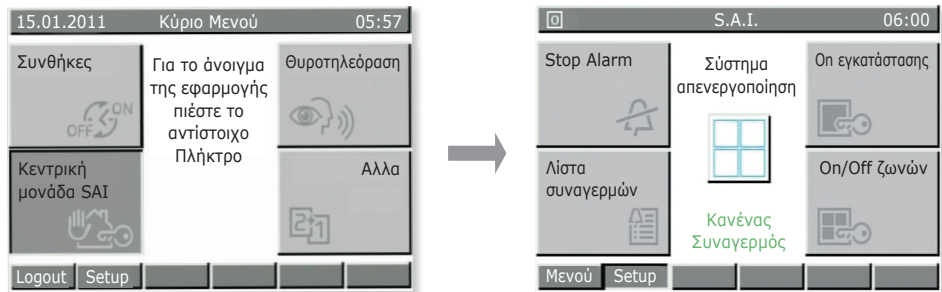 15.01.2011 Κύριο Μενού 05:57
Συνθήκες
OFF ON
Για το άνοιγμα
της εφαρμογής
πιέστε το
αντίστοιχο
Πλήκτρο
Θυροτηλεόραση
Κεντρική
μονάδα SAI
Αλλα
2 1
Logout Setup
0 S.A.I. 06:00
Stop Alarm
Σύστημα
απενεργοποίηση
On εγκατάστασης
Λίστα
συναγερμών
Κανένας
Συναγερμός
On/Off ζωνών
Μενού Setup